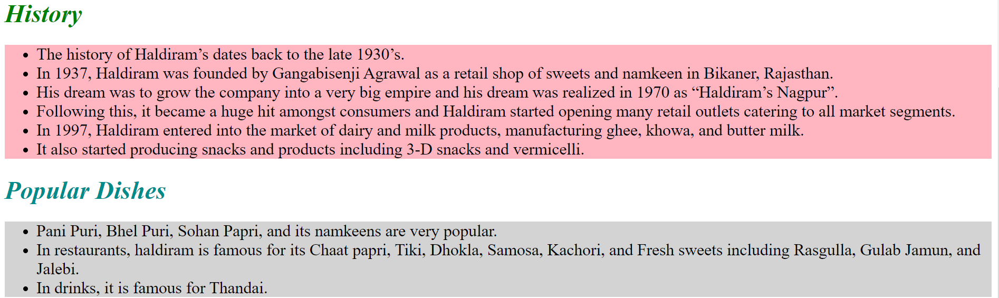 History
• The history of Haldiram’s dates back to the late 1930’s.
• In 1937, Haldiram was founded by Gangabisenji Agrawal as a retail shop of sweets and namkeen in Bikaner, Rajasthan.
• His dream was to grow the company into a very big empire and his dream was realized in 1970 as “Haldiram’s Nagpur”.
• Following this, it became a huge hit amongst consumers and Haldiram started opening many retail outlets catering to all market segments.
• In 1997, Haldiram entered into the market of dairy and milk products, manufacturing ghee, khowa, and butter milk.
• It also started producing snacks and products including 3-D snacks and vermicelli.
Popular Dishes
• Pani Puri, Bhel Puri, Sohan Papri, and its namkeens are very popular.
• In restaurants, haldiram is famous for its Chaat papri, Tiki, Dhokla, Samosa, Kachori, and Fresh sweets including Rasgulla, Gulab Jamun, and
Jalebi.
• In drinks, it is famous for Thandai.